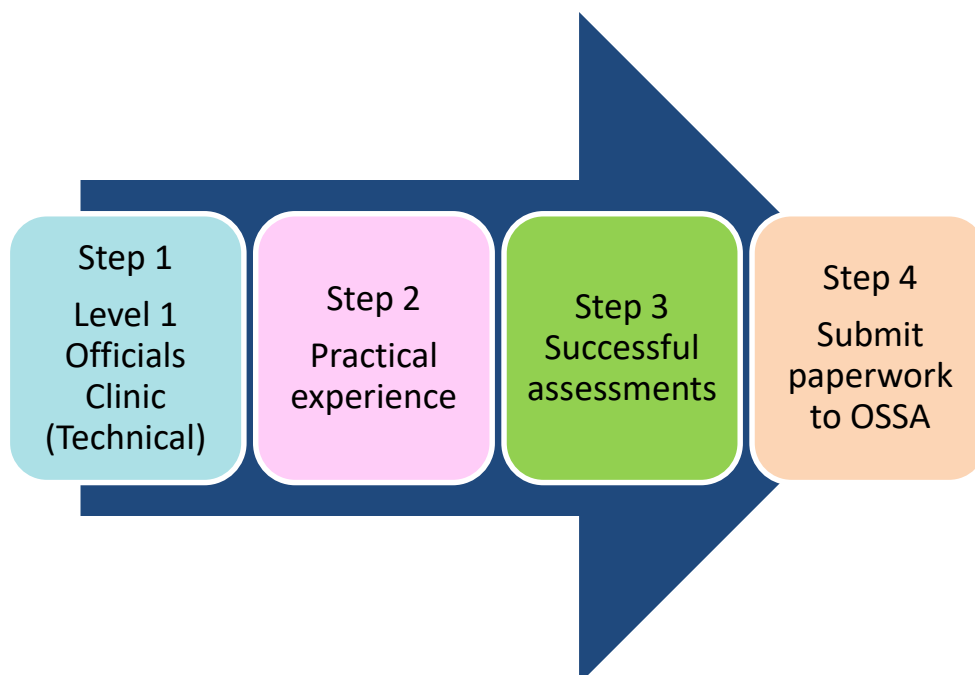 Step 1
Level 1
Officials
Clinic
(Technical)
Step 2
Practical
experience
Step 3
Successful
assessments
Step 4
Submit
paperwork
to OSSA